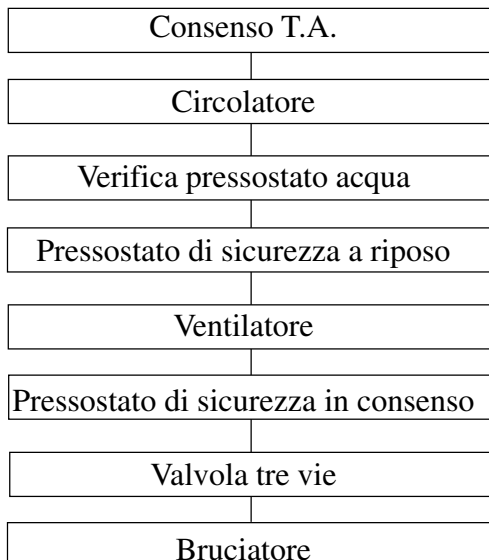 Consenso T.A.
Circolatore
Verifica pressostato acqua
Pressostato di sicurezza a riposo
Ventilatore
Pressostato di sicurezza in consenso
Valvola tre vie
Bruciatore